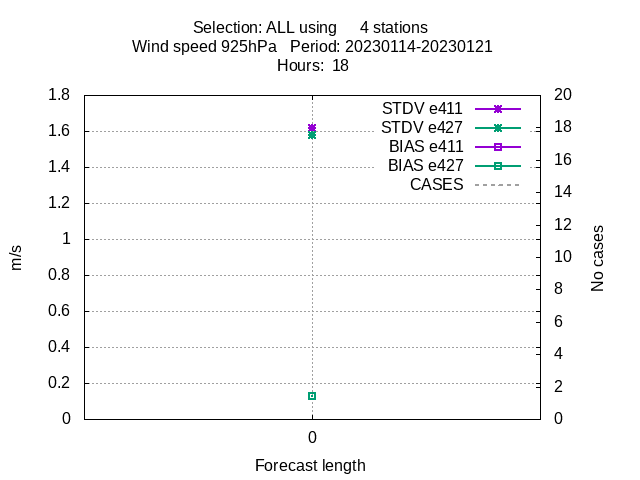 Selection: ALL using 4 stations
Wind speed 925hPa Period: 20230114-20230121
Hours: 18
1.8
1.6
1.4
1.2
1
0.8
0.6
0.4
0.2
0
20
18
16
14
12
10
8
6
4
2
0
STDV e411
STDV e427
BIAS e411
BIAS e427
CASES
m/s
No cases
0
Forecast length